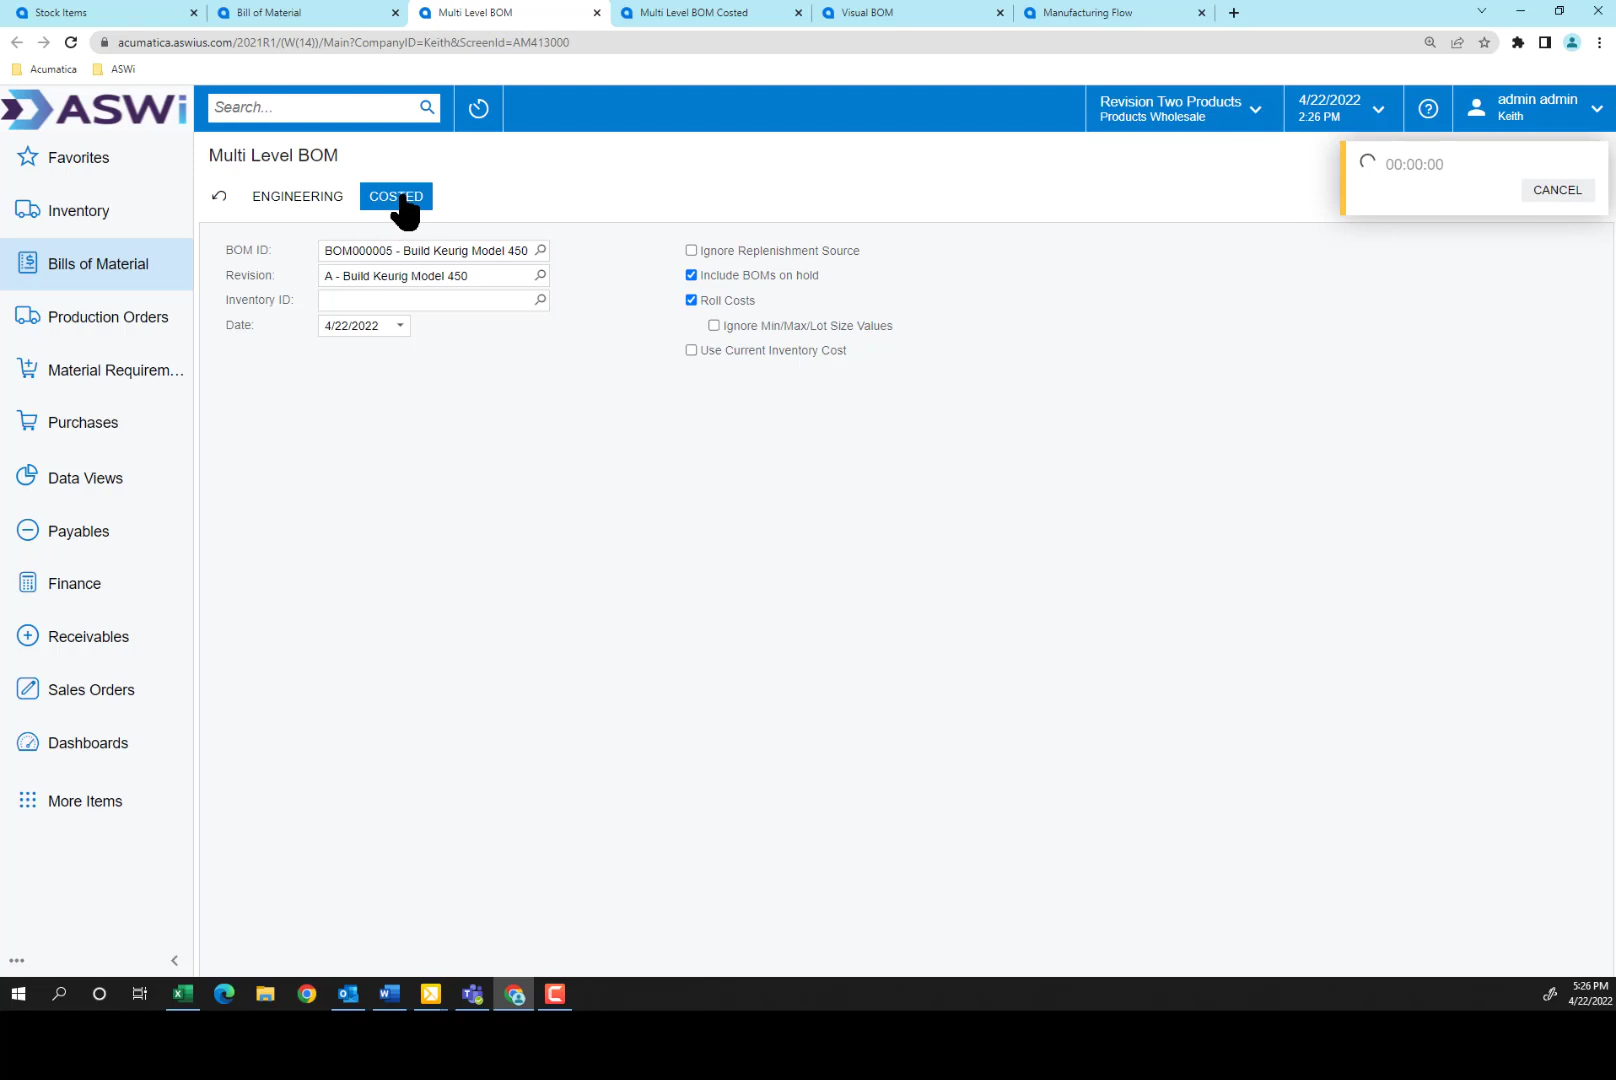 Stock Items
Bill of Material
Multi Level BOM
Multi Level BOM Costed
Visual BOM
Manufacturing Flow
acumatica.aswius.com/2021R1/(W(14))/Main?CompanyID=Keith&ScreenId=AM413000
Acumatica
ASWi
ASWi
Search...
Revision Two Products
Products Wholesale
4/22/2022
2:26 PM
admin admin
Keith
Favorites
Inventory
Bills of Material
Production Orders
Material Requirem...
Purchases
Data Views
Payables
Finance
Receivables
Sales Orders
Dashboards
More Items
Multi Level BOM
ENGINEERING
COSTED
00:00:00
CANCEL
BOM ID:
BOM000005 - Build Keurig Model 450
Revision:
A - Build Keurig Model 450
Inventory ID:
Date:
4/22/2022
Ignore Replenishment Source
Include BOMs on hold
Roll Costs
Ignore Min/Max/Lot Size Values
Use Current Inventory Cost
5:26 PM
4/22/2022